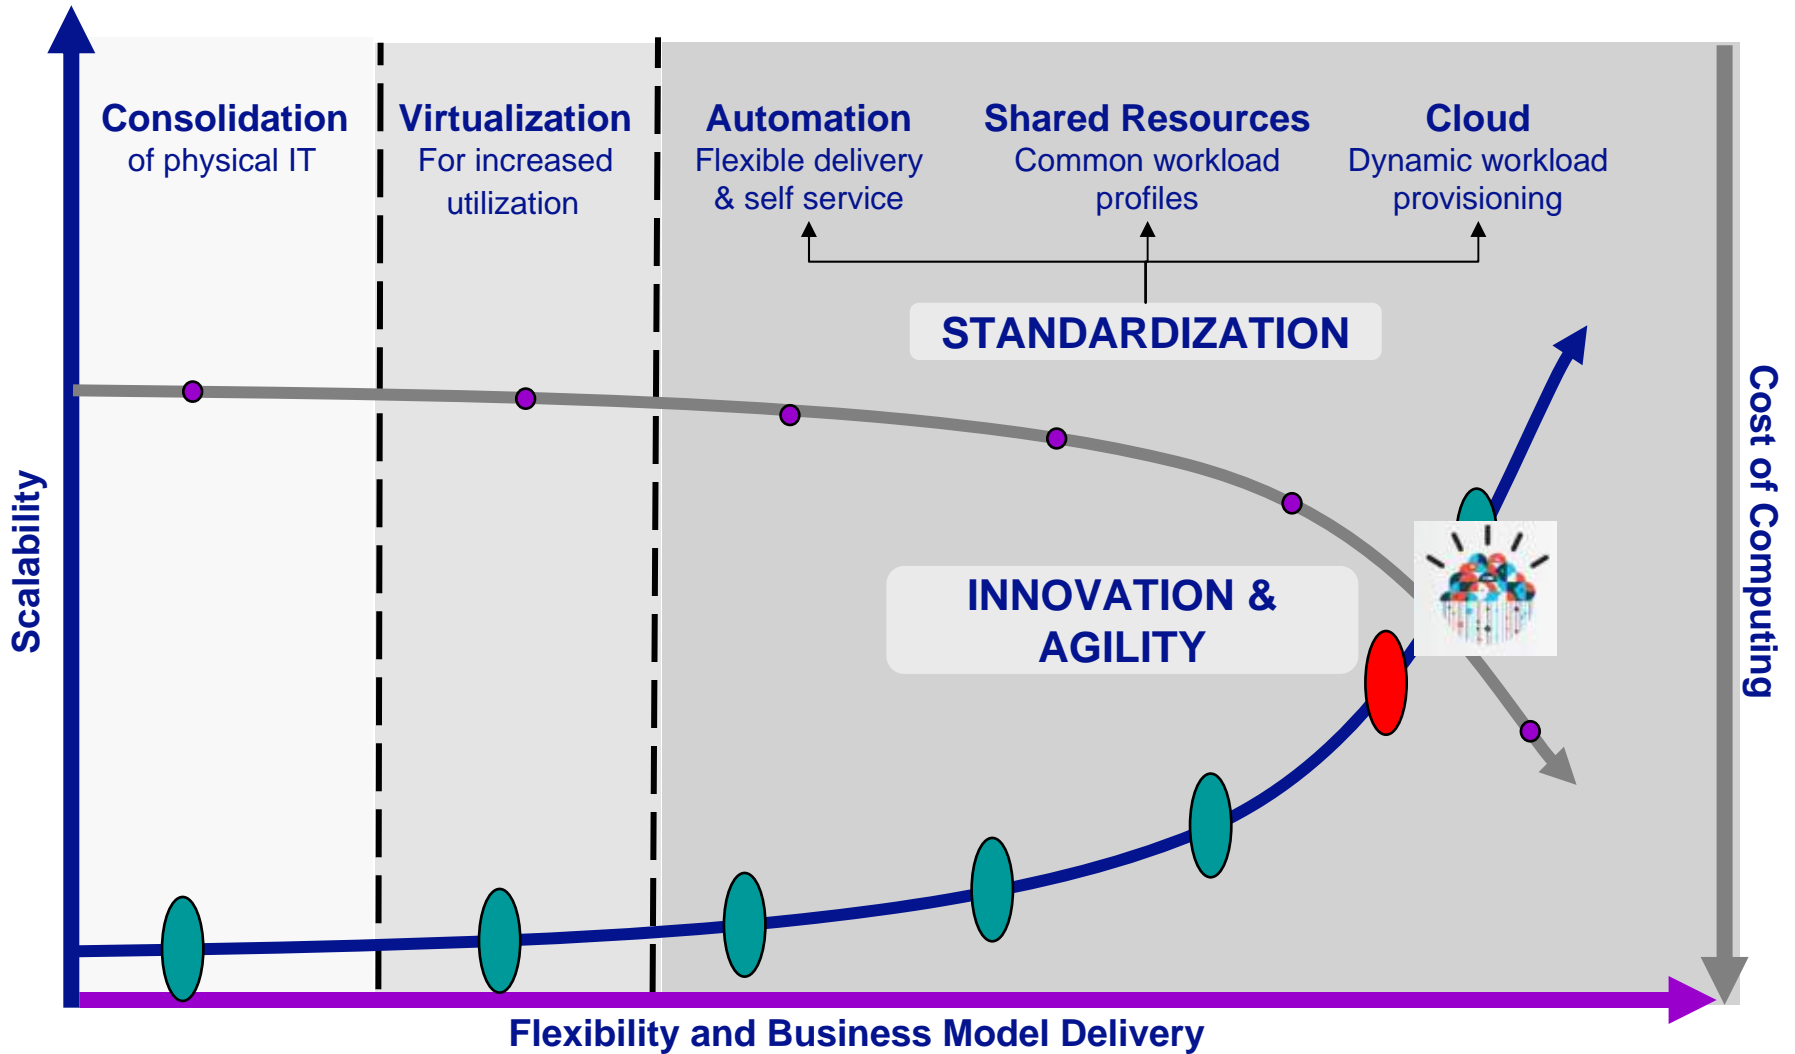 Consolidation
of physical IT
Virtualization
For increased
utilization
Automation
Flexible delivery
& self service
Shared Resources
Common workload
profiles
Cloud
Dynamic workload
provisioning
STANDARDIZATION
INNOVATION &
AGILITY
Scalability
Cost of Computing
Flexibility and Business Model Delivery